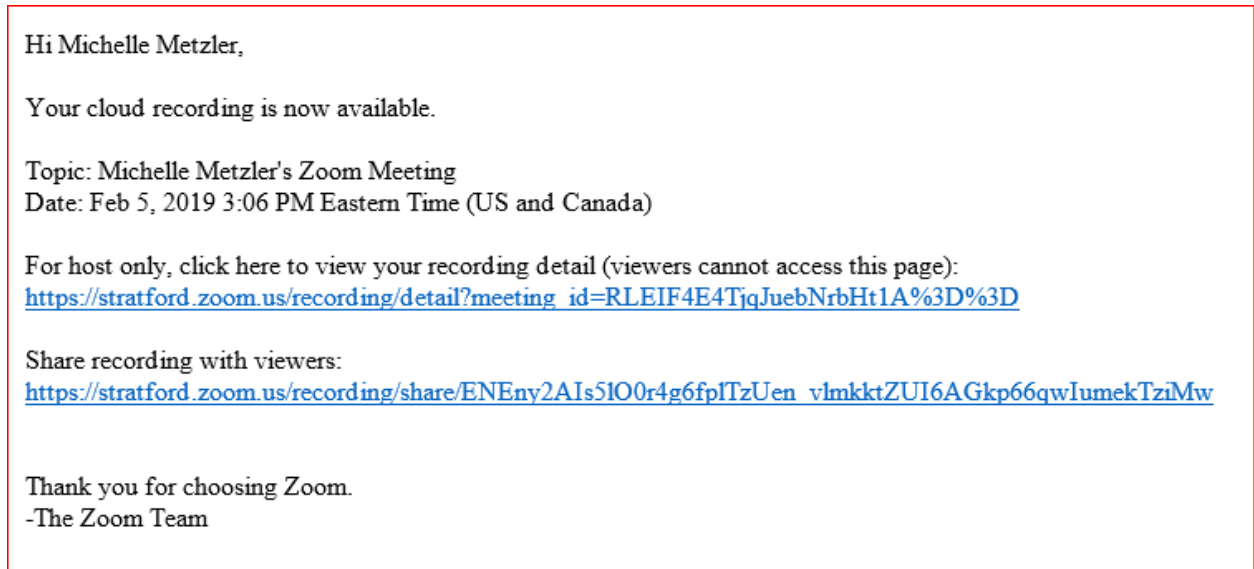 Hi Michelle Metzler,
Your cloud recording is now available.
Topic: Michelle Metzler's Zoom Meeting
Date: Feb 5, 2019 3:06 PM Eastern Time (US and Canada)
For host only, click here to view your recording detail (viewers cannot access this page):
https://stratford.zoom.us/recording/detail?meeting_id=RLEIF4E4TjqJuebNrbHt1A%3D%3D
Share recording with viewers:
https://stratford.zoom.us/recording/share/ENEny2AIs5lO0r4g6fplTzUen_vlmkktZUI6AGkp66qwIumekTziMw
Thank you for choosing Zoom.
-The Zoom Team